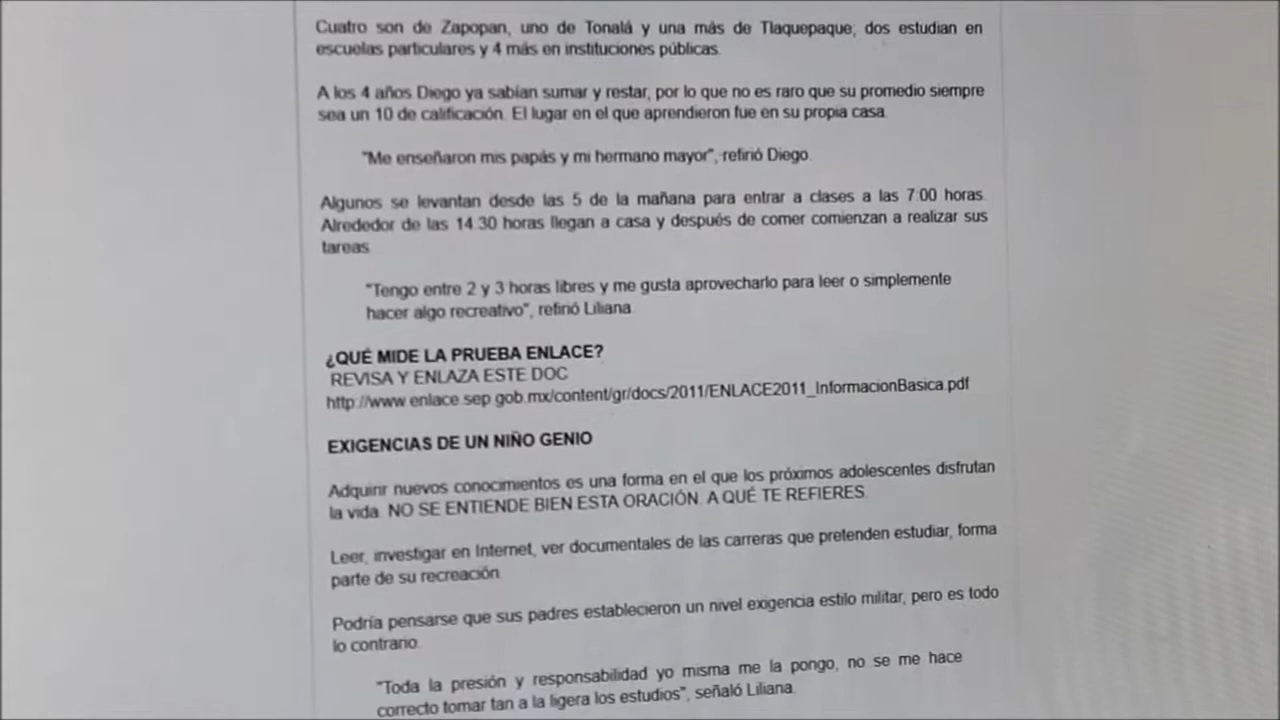 Cuatro son de Zapopan, uno de Tonalá y una más de Tlaquepaque; dos estudian en
escuelas particulares y 4 más en instituciones públicas.
A los 4 años Diego ya sabían sumar y restar, por lo que no es raro que su promedio siempre
sea un 10 de calificación. El lugar en el que aprendieron fue en su propia casa.
"Me enseñaron mis papás y mi hermano mayor", refirió Diego.
Algunos se levantan desde las 5 de la mañana para entrar a clases a las 7:00 horas.
Alrededor de las 14:30 horas llegan a casa y después de comer comienzan a realizar sus
tareas.
"Tengo entre 2 y 3 horas libres y me gusta aprovecharlo para leer o simplemente
hacer algo recreativo", refirió Liliana.
¿QUÉ MIDE LA PRUEBA ENLACE?
REVISA Y ENLAZA ESTE DOC
http://www.enlace.sep.gob.mx/content/gr/docs/2011/ENLACE2011_InformacionBasica.pdf
EXIGENCIAS DE UN NIÑO GENIO
Adquirir nuevos conocimientos es una forma en el que los próximos adolescentes disfrutan
la vida. NO SE ENTIENDE BIEN ESTA ORACIÓN. A QUÉ TE REFIERES.
Leer, investigar en Internet, ver documentales de las carreras que pretenden estudiar, forma
parte de su recreación.
Podría pensarse que sus padres establecieron un nivel exigencia estilo militar, pero es todo
lo contrario.
"Toda la presión y responsabilidad yo misma me la pongo, no se me hace
correcto tomar tan a la ligera los estudios", señaló Liliana.